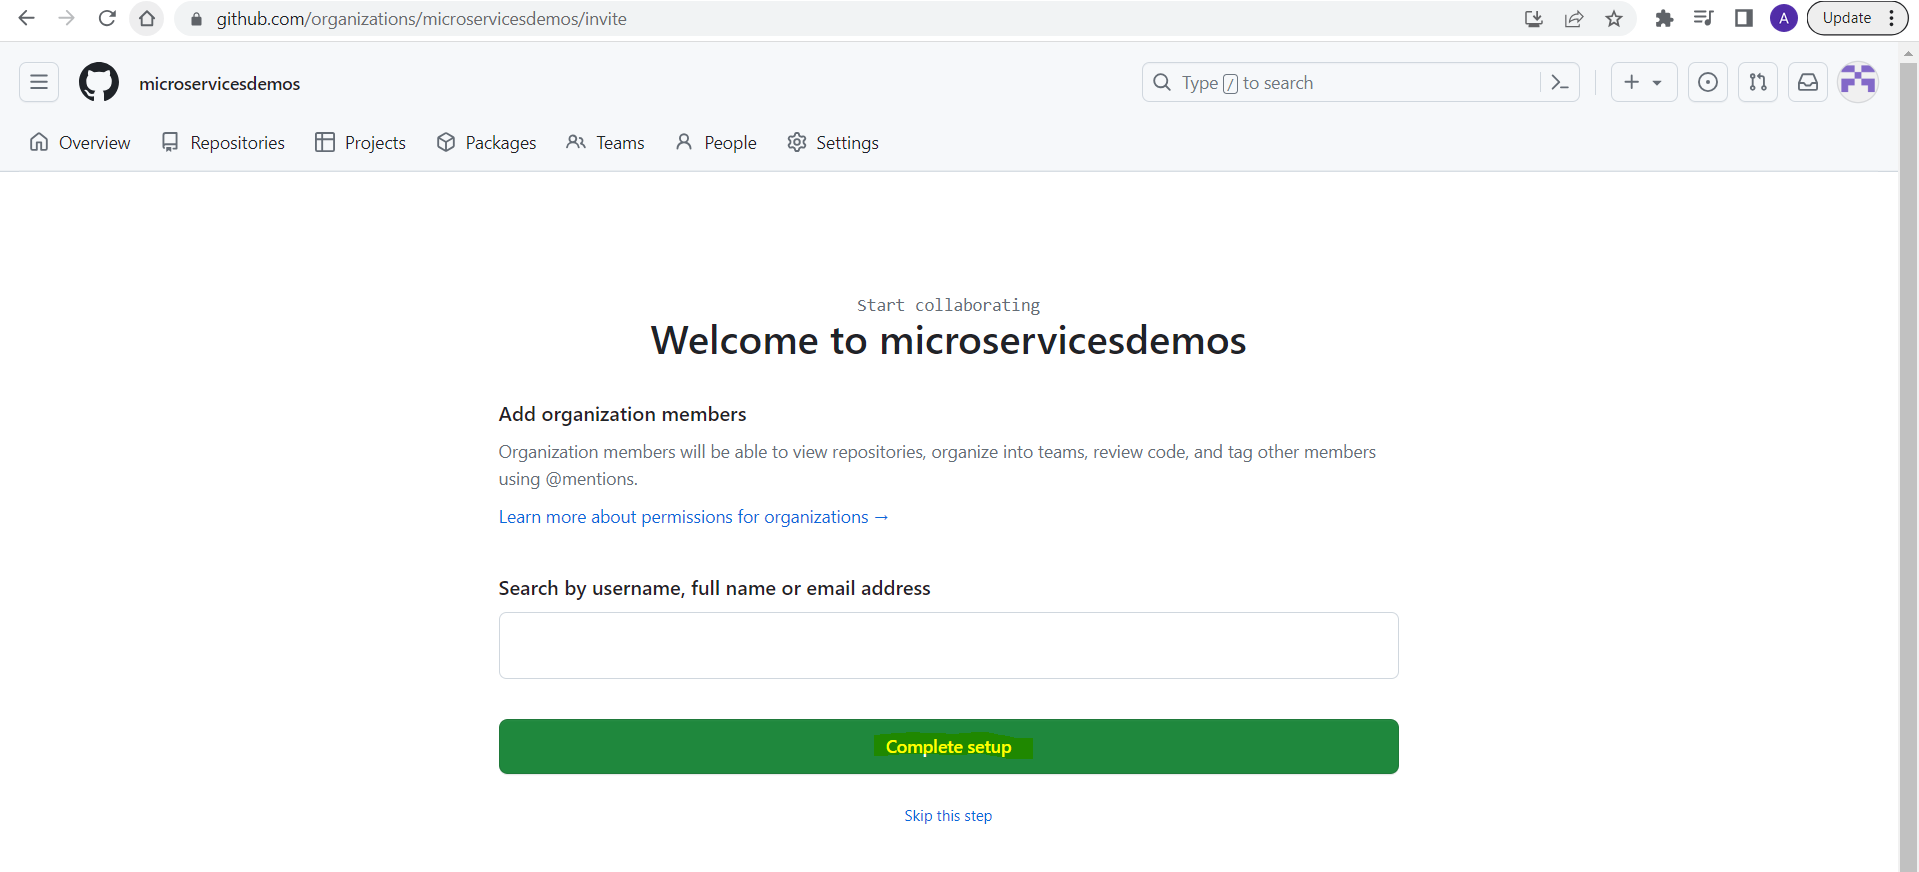 github.com/organizations/microservicesdemos/invite
A
Update
microservicesdemos
Type / to search
Overview
Repositories
Projects
Packages
Teams
People
Settings
Start collaborating
Welcome to microservicesdemos
Add organization members
Organization members will be able to view repositories, organize into teams, review code, and tag other members
using @mentions.
Learn more about permissions for organizations →
Search by username, full name or email address
Complete setup
Skip this step